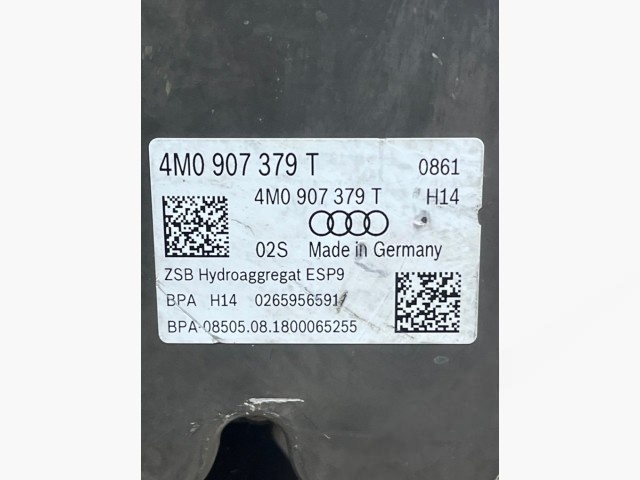 4M0 907 379 T 0861
4M0 907 379 T H14
02S Made in Germany
ZSB Hydroaggregat ESP9
BPA H14 0265956591
BPA-08505.08.1800065255